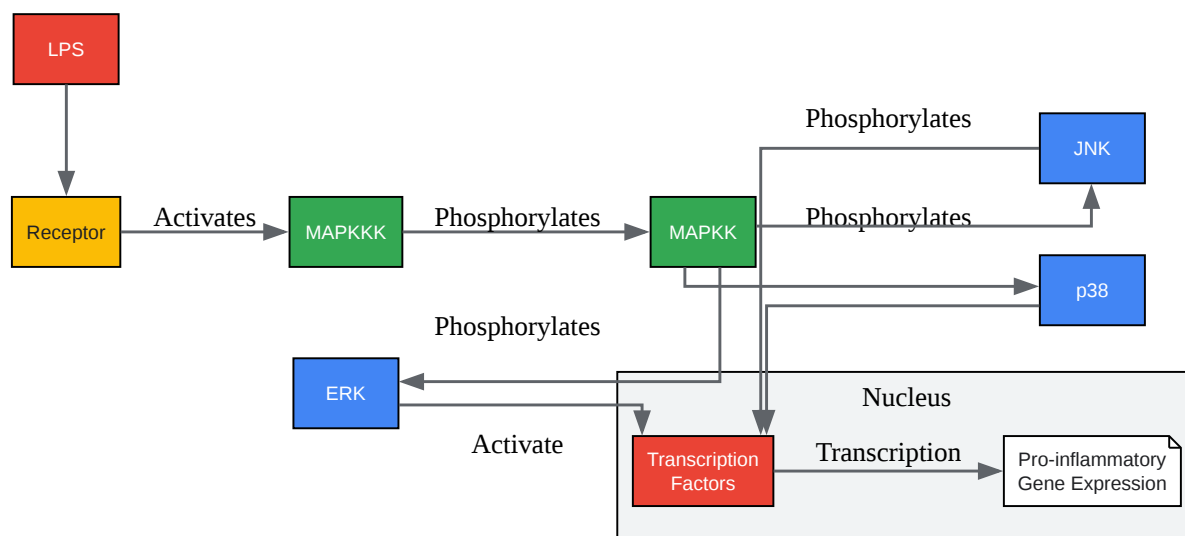 LPS
Phosphorylates
JNK
Receptor
Activates
MAPKKK
Phosphorylates
MAPKK
Phosphorylates
p38
Phosphorylates
ERK
Nucleus
Activate
Transcription
Factors
Transcription
Pro-inflammatory
Gene Expression